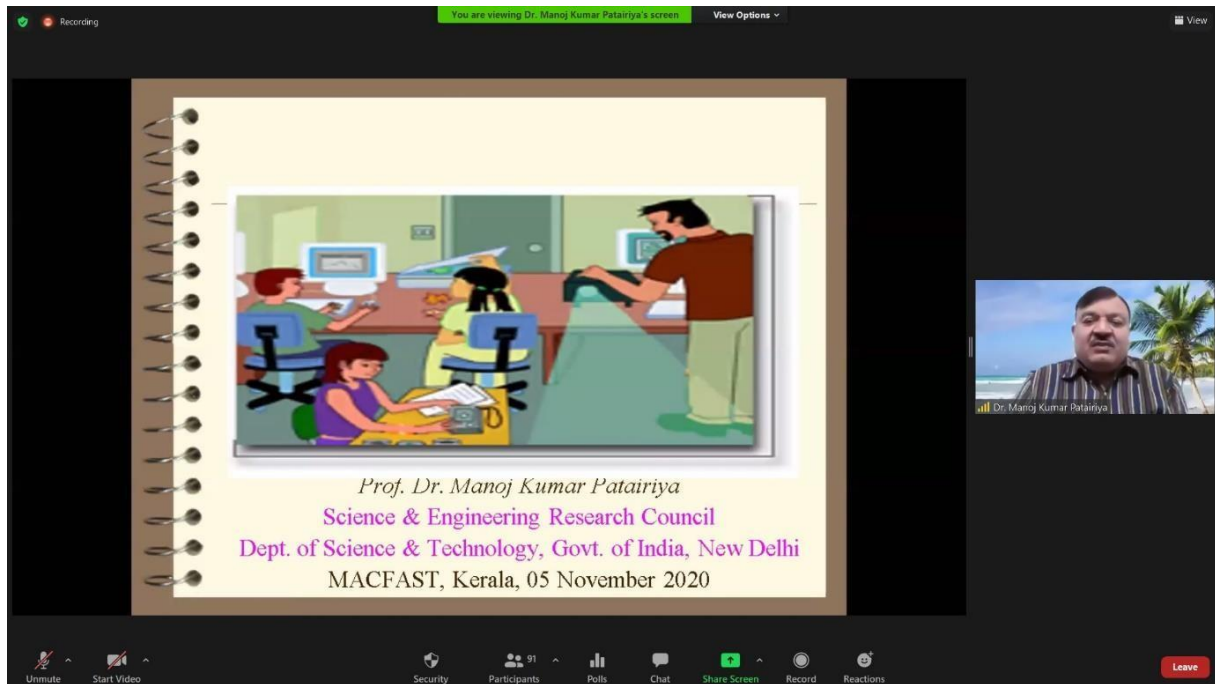 Recording
You are viewing Dr. Manoj Kumar Patairiya's screen
View Options
View
Prof. Dr. Manoj Kumar Patairiya
Science & Engineering Research Council
Dept. of Science & Technology, Govt. of India, New Delhi
MACFAST, Kerala, 05 November 2020
Dr. Manoj Kumar Patairiya
Unmute
Start Video
Security
91
Participants
Polls
Chat
Share Screen
Record
Reactions
Leave